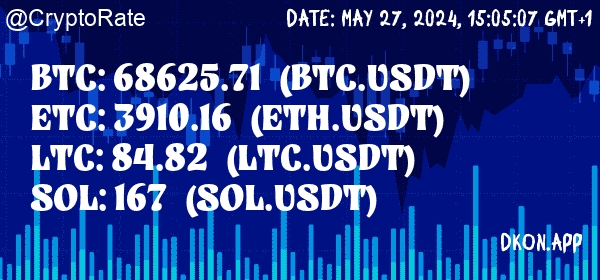 @CryptoRate
DATE: MAY 27, 2024, 15:05:07 GMT+1
BTC: 68625.71 (BTC.USDT)
ETC: 3910.16 (ETH.USDT)
LTC: 84.82 (LTC.USDT)
SOL: 167 (SOL.USDT)
DKON.APP